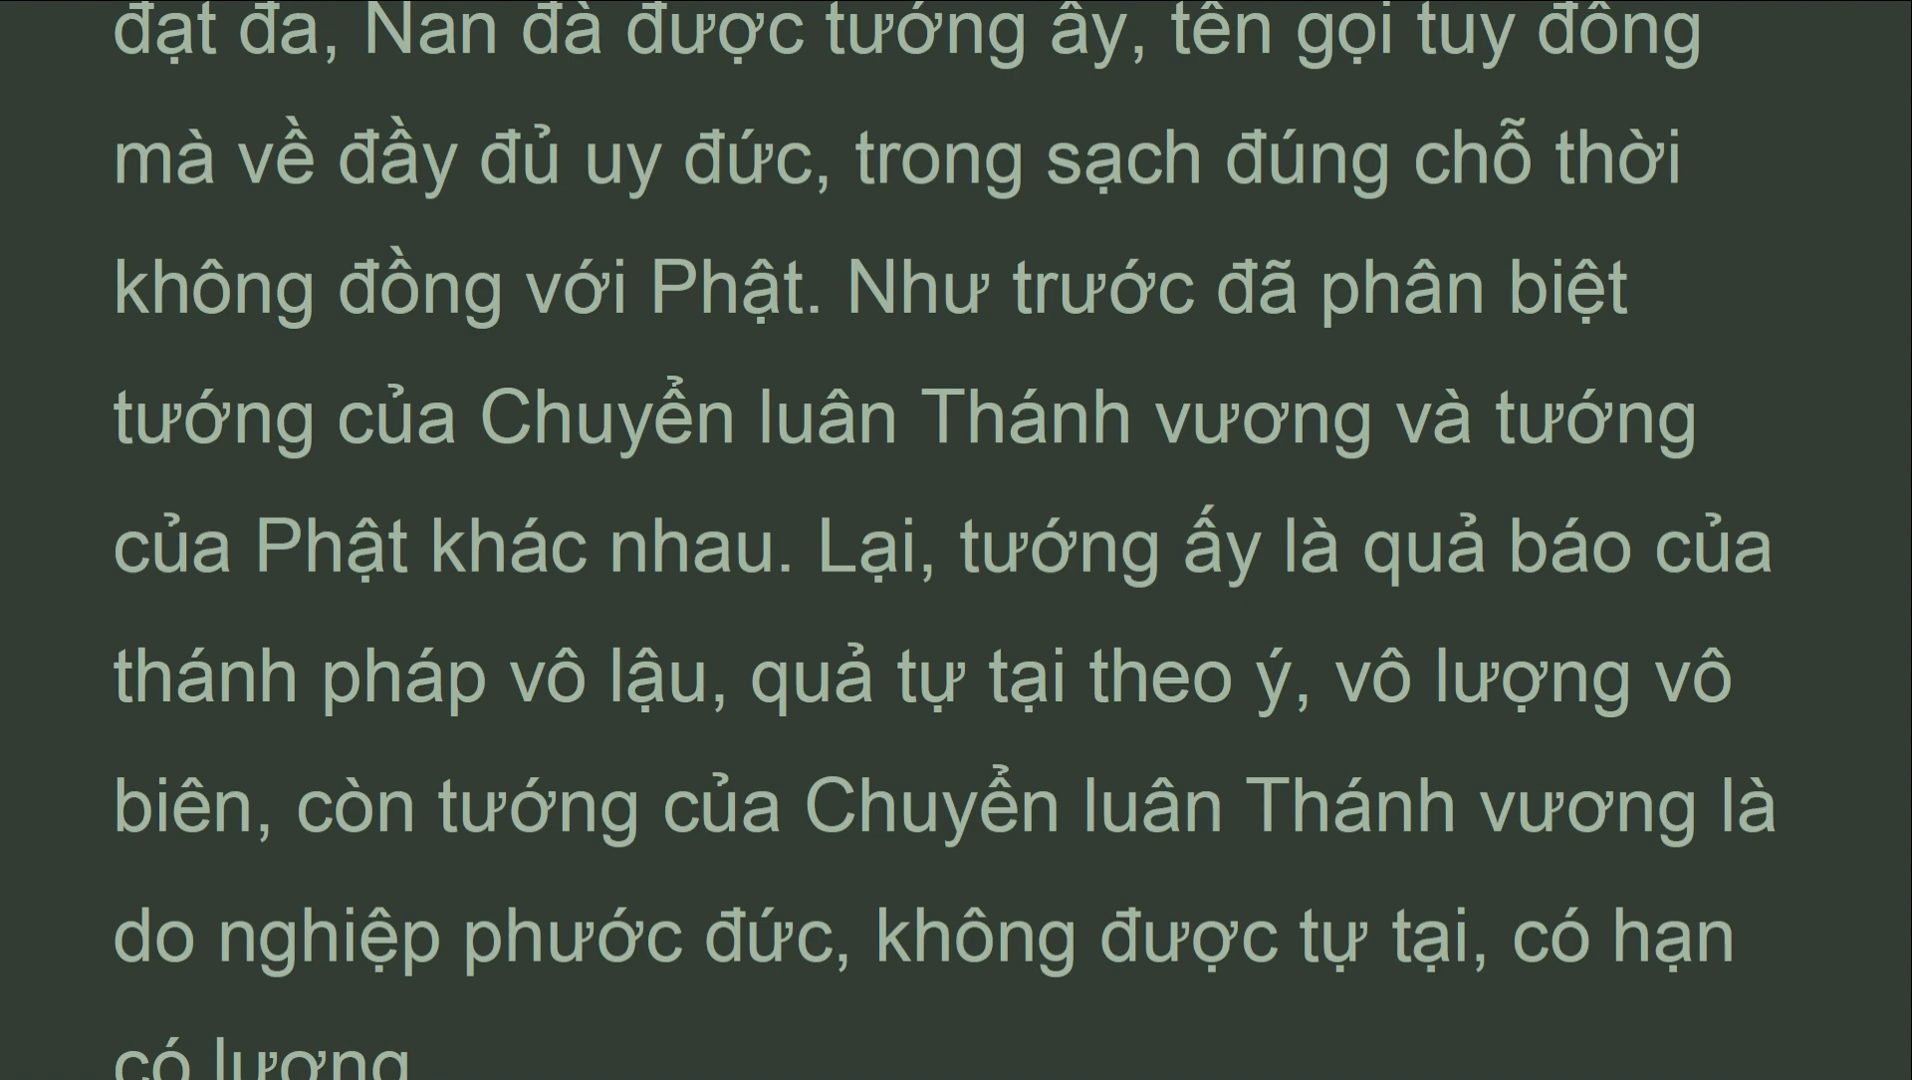 đạt đa, Nan đà được tướng ấy, tên gọi tuy đồng
mà về đầy đủ uy đức, trong sạch đúng chỗ thời
không đồng với Phật. Như trước đã phân biệt
tướng của Chuyển luân Thánh vương và tướng
của Phật khác nhau. Lại, tướng ấy là quả báo của
thánh pháp vô lậu, quả tự tại theo ý, vô lượng vô
biên, còn tướng của Chuyển luân Thánh vương là
do nghiệp phước đức, không được tự tại, có hạn
có lượng